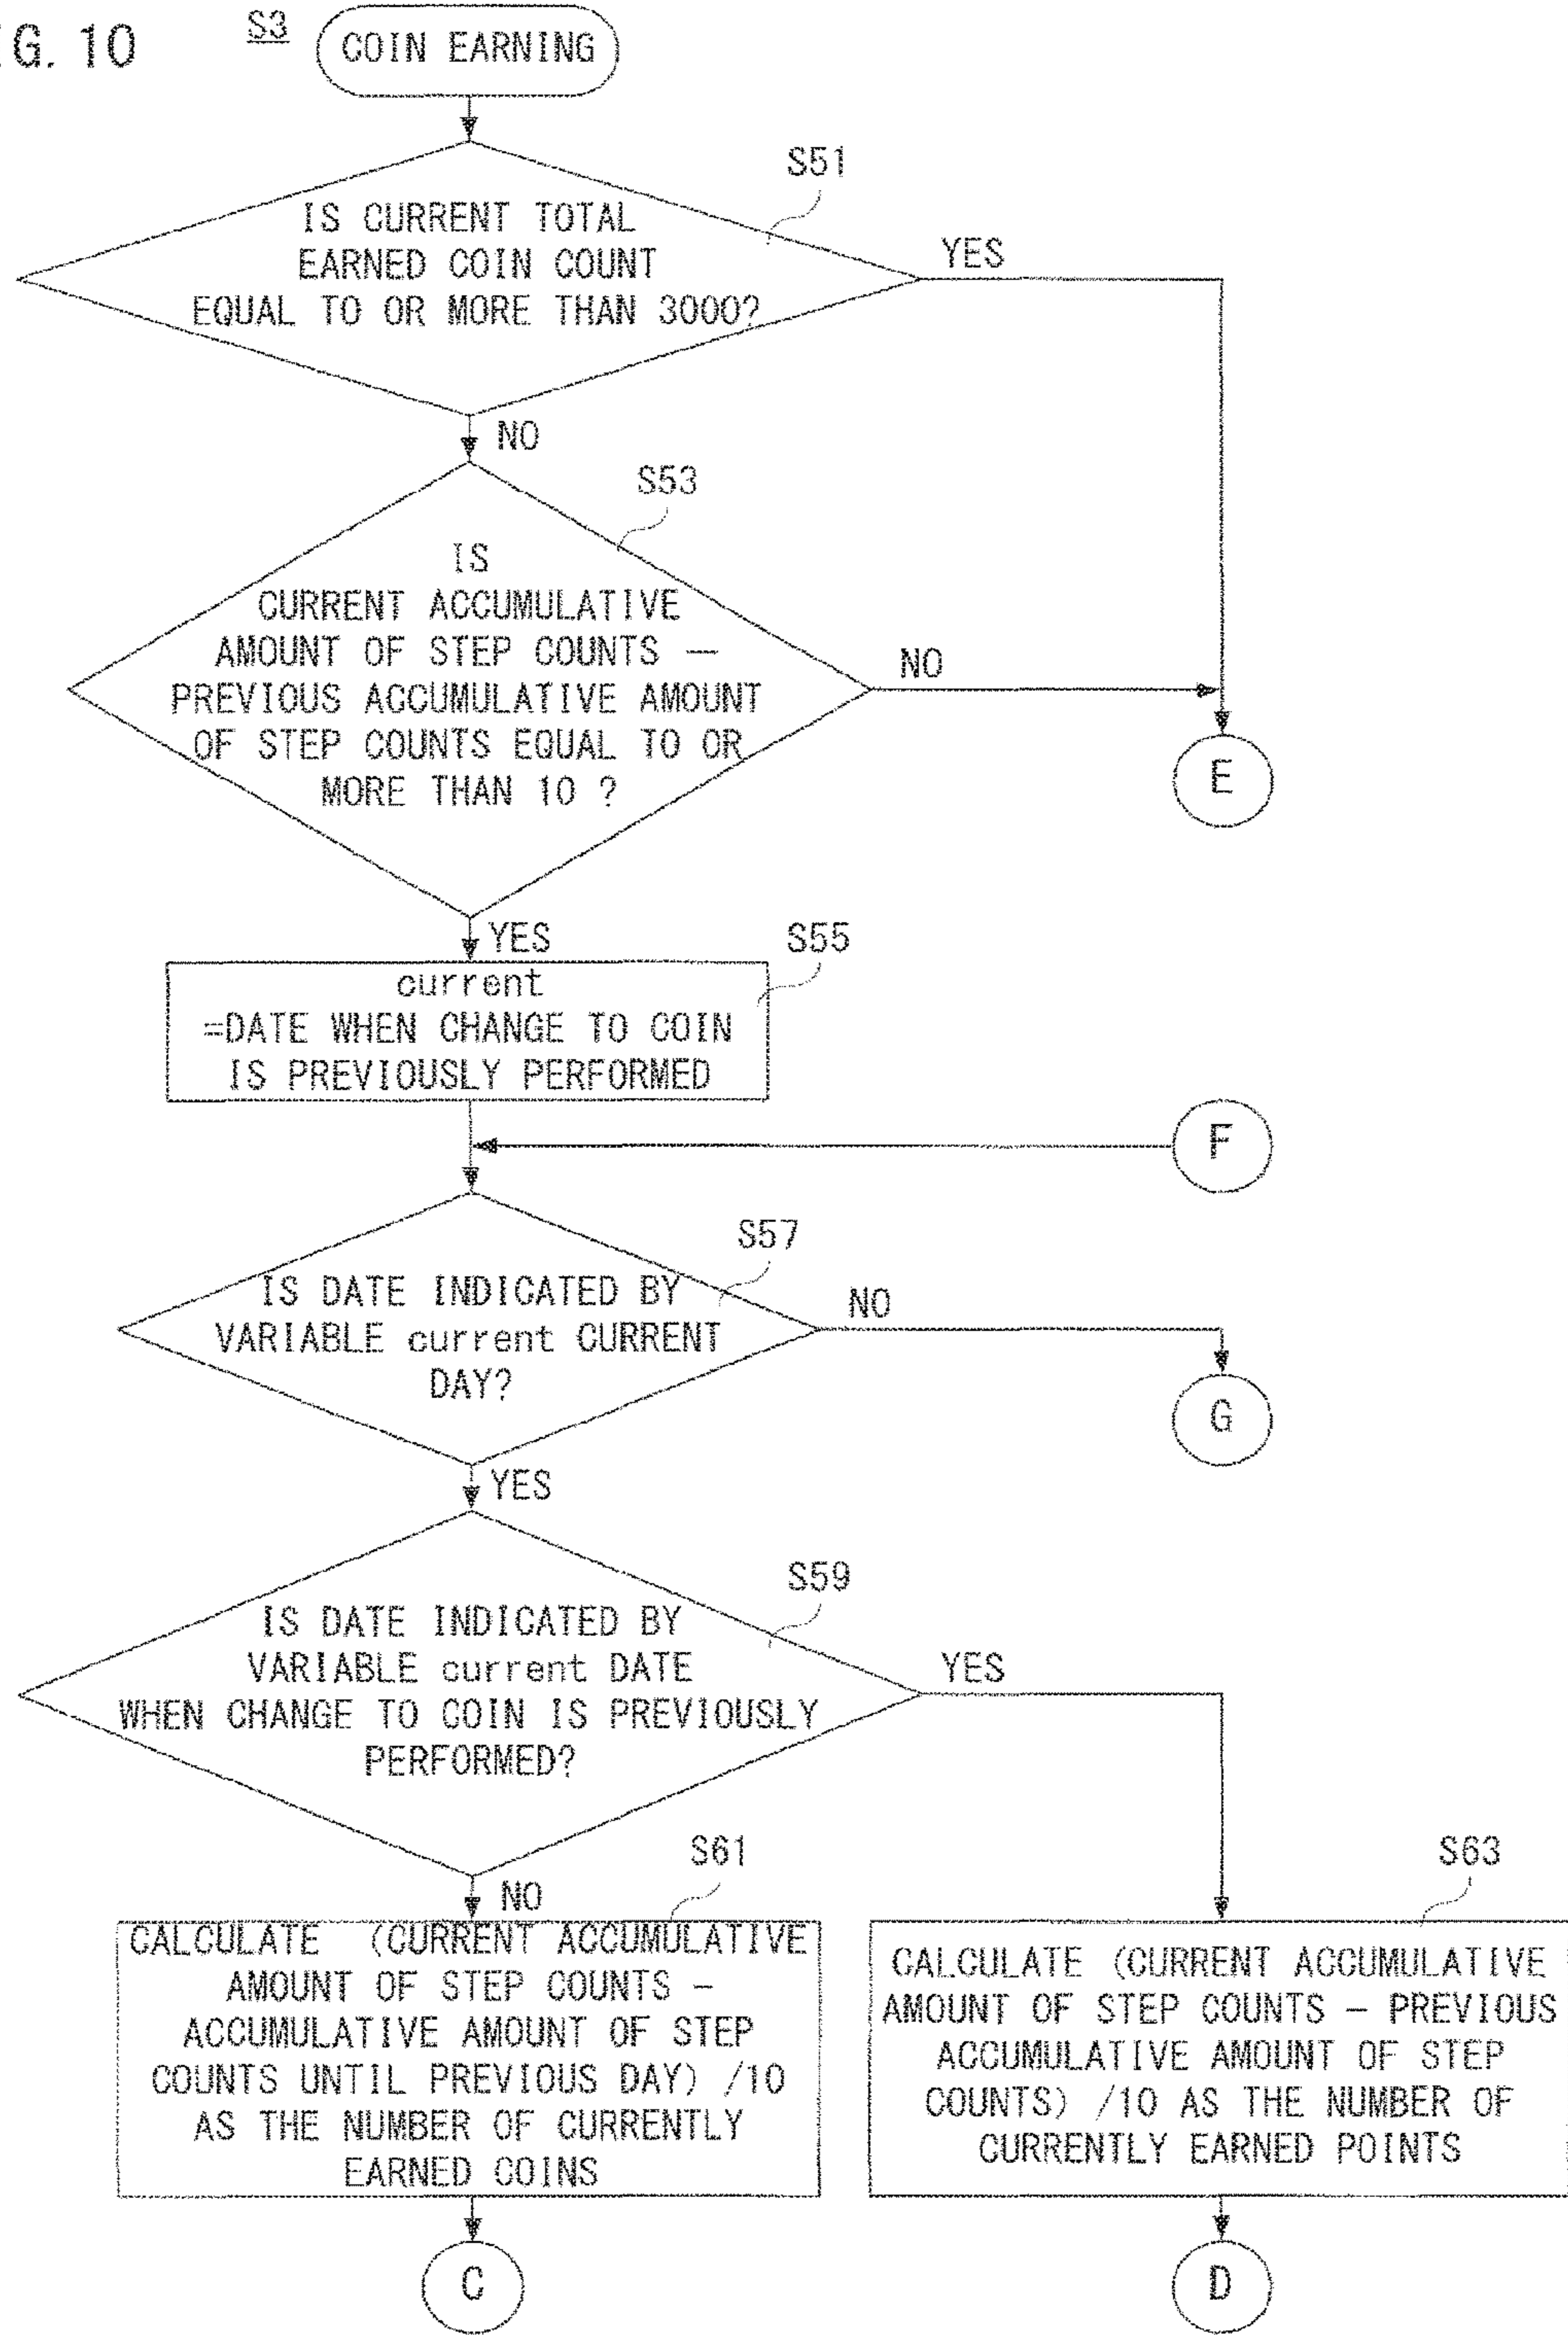 IG. 10
S3
COIN EARNING
S51
IS CURRENT TOTAL
EARNED COIN COUNT
EQUAL TO OR MORE THAN 3000?
YES
NO
S53
IS
CURRENT ACCUMULATIVE
AMOUNT OF STEP COUNTS —
PREVIOUS ACCUMULATIVE AMOUNT
OF STEP COUNTS EQUAL TO OR
MORE THAN 10 ?
NO
E
YES
S55
current
=DATE WHEN CHANGE TO COIN
IS PREVIOUSLY PERFORMED
F
S57
IS DATE INDICATED BY
VARIABLE current CURRENT
DAY?
NO
G
YES
S59
IS DATE INDICATED BY
VARIABLE current DATE
WHEN CHANGE TO COIN IS PREVIOUSLY
PERFORMED?
YES
NO
S61
CALCULATE (CURRENT ACCUMULATIVE
AMOUNT OF STEP COUNTS -
ACCUMULATIVE AMOUNT OF STEP
COUNTS UNTIL PREVIOUS DAY) /10
AS THE NUMBER OF CURRENTLY
EARNED COINS
S63
CALCULATE (CURRENT ACCUMULATIVE
AMOUNT OF STEP COUNTS — PREVIOUS
ACCUMULATIVE AMOUNT OF STEP
COUNTS) /10 AS THE NUMBER OF
CURRENTLY EARNED POINTS
C
D